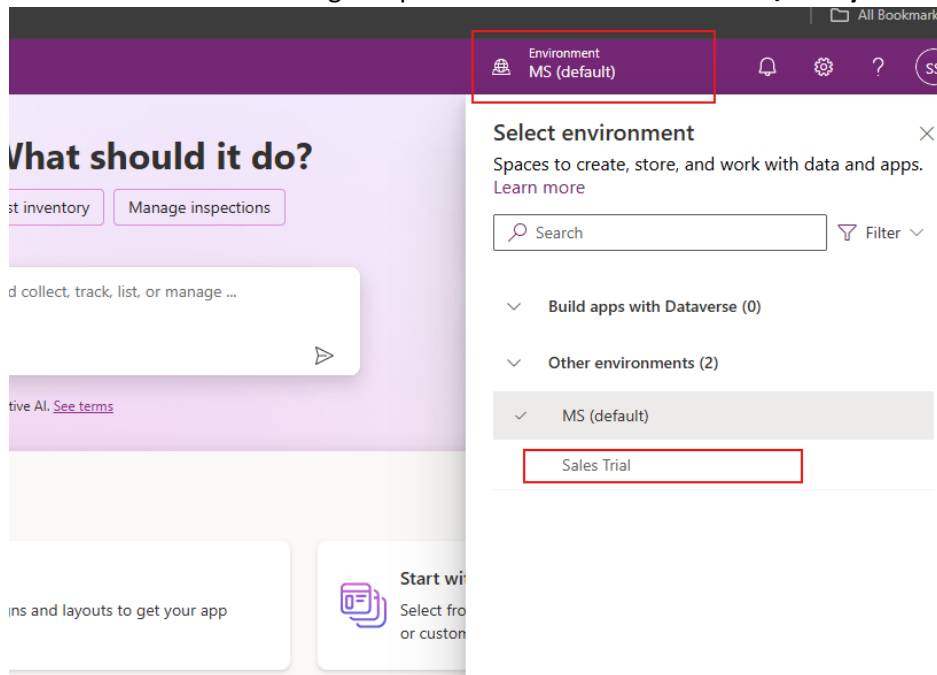 All Bookmark
Environment
MS (default)
?
SS
What should it do?
st inventory
Manage inspections
d collect, track, list, or manage ...
tive AI. See terms
Select environment
Spaces to create, store, and work with data and apps.
Learn more
Search
Filter
Build apps with Dataverse (0)
Other environments (2)
MS (default)
Sales Trial
ns and layouts to get your app
Start wit
Select fro
or custom